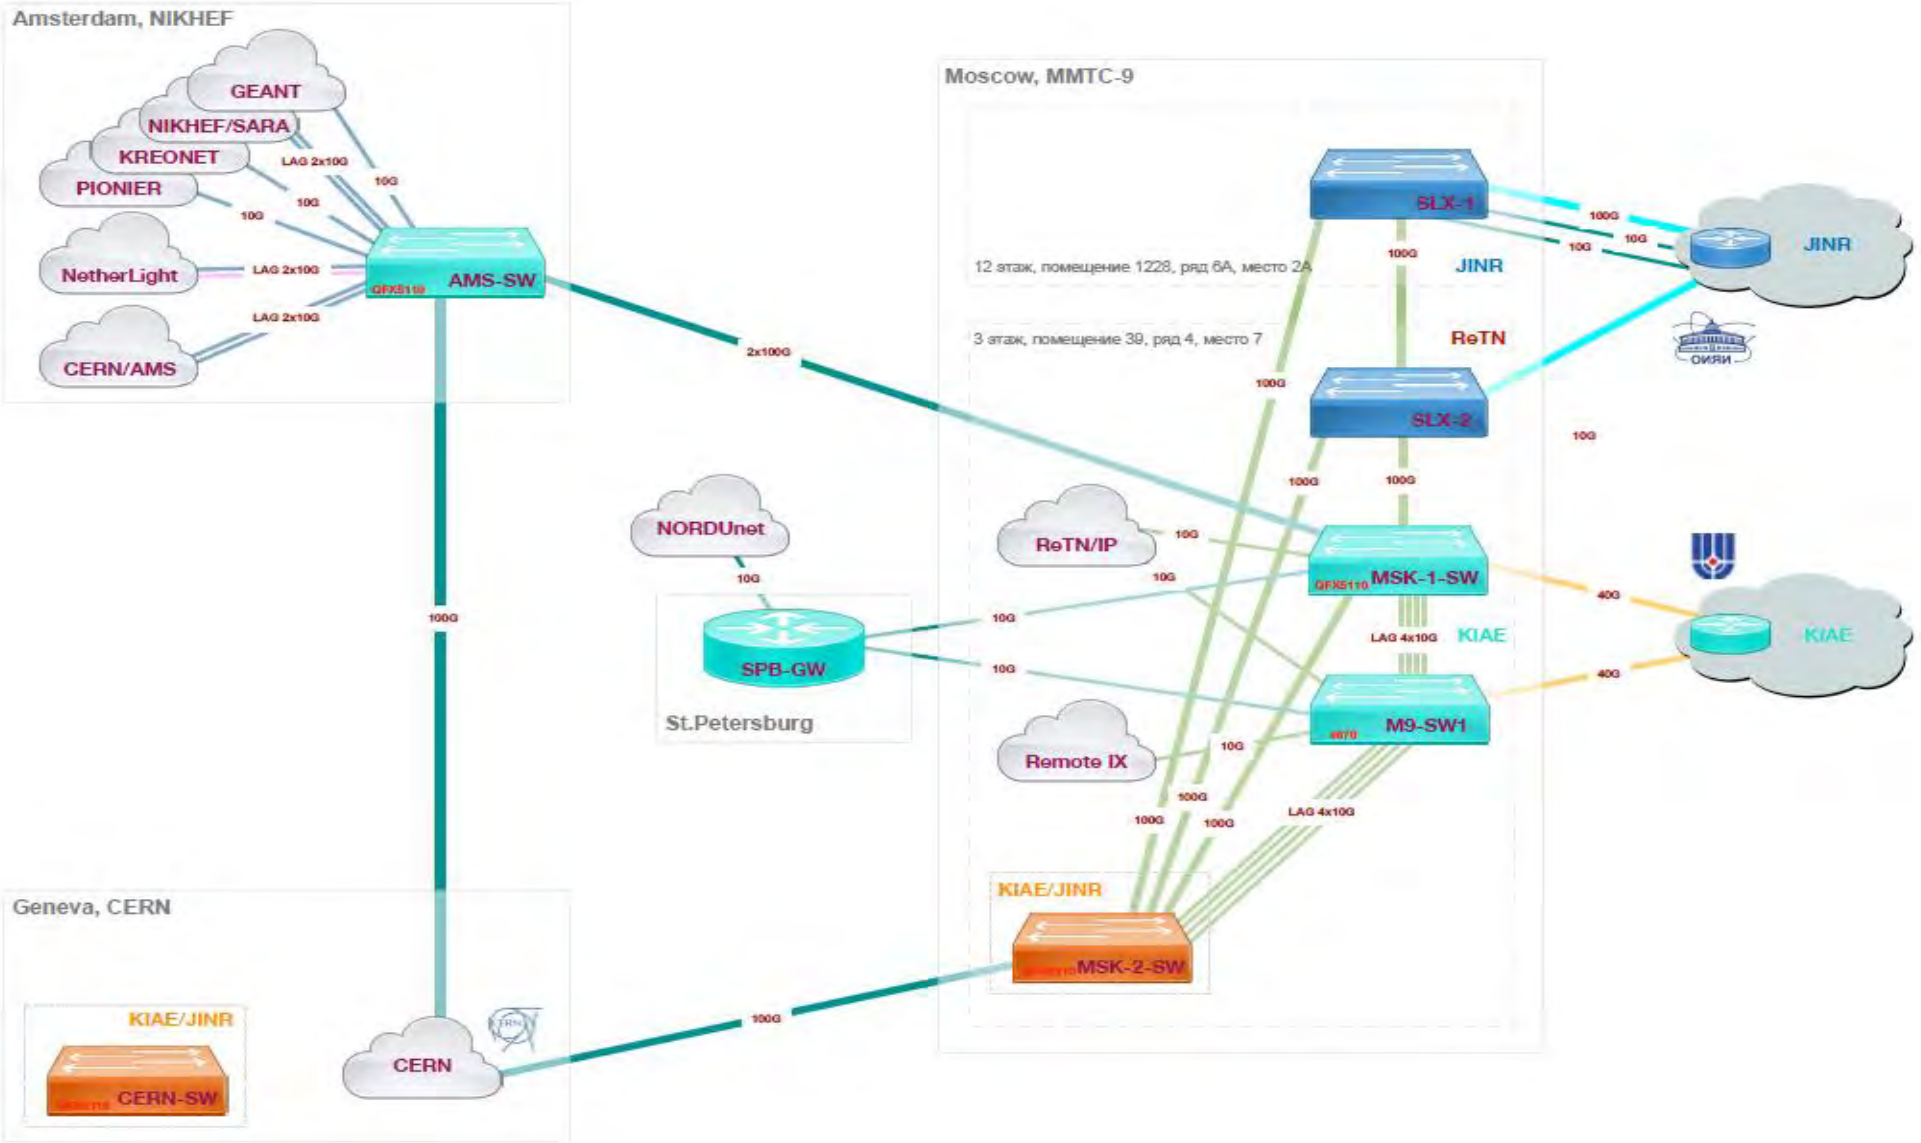 Amsterdam, NIKHEF
GEANT
NIKHEF/SARA
KREONET
PIONIER
LAG 2x10G
10G
10G
10G
NetherLight
LAG 2x10G
AMS-SW
QFX5110
LAG 2x10G
CERN/AMS
Moscow, MMTC-9
SLX-1
100G
10G
10G
JINR
100G
12 этаж, помещение 1228, ряд 6А, место 2А
JINR
3 этаж, помещение 39, ряд 4, место 7
ReTN
ОИЯИ
2x100G
100G
SLX-2
10G
100G
100G
NORDUnet
10G
ReTN/IP
10G
10G
MSK-1-SW
QFX5110
40G
100G
10G
SPB-GW
10G
St.Petersburg
LAG 4x10G
KIAE
KIAE
40G
M9-SW1
Remote IX
10G
100G
100G
100G
LAG 4x10G
KIAE/JINR
MSK-2-SW
Geneva, CERN
100G
KIAE/JINR
CERN-SW
CERN